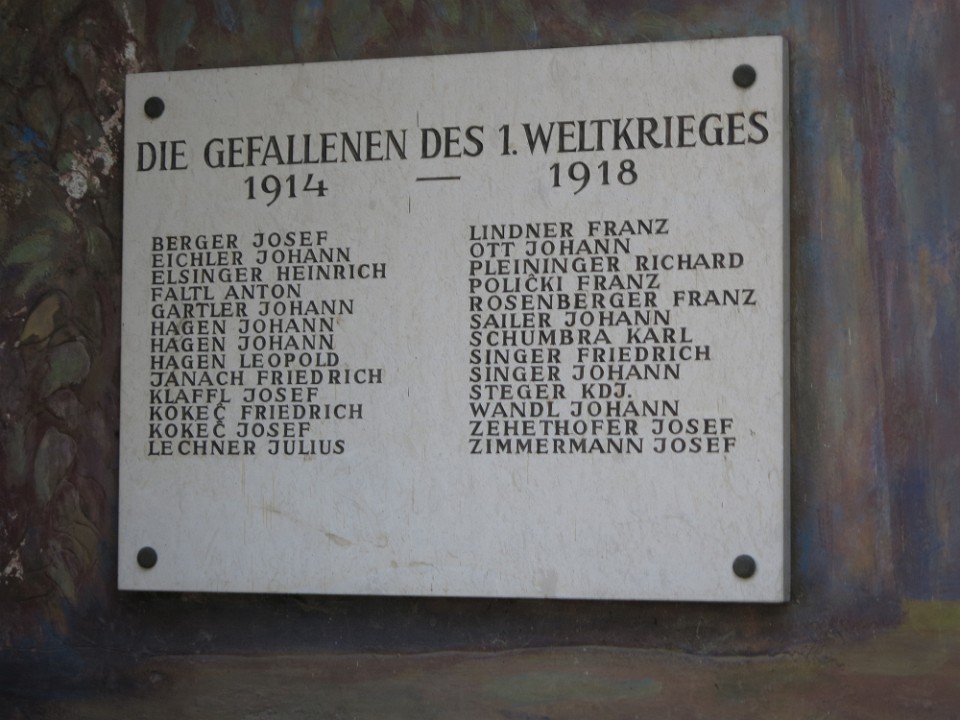 DIE GEFALLENEN DES 1. WELTKRIEGES
1914 — 1918
BERGER JOSEF
EICHLER JOHANN
ELSINGER HEINRICH
FALTL ANTON
GARTLER JOHANN
HAGEN JOHANN
HAGEN JOHANN
HAGEN LEOPOLD
JANACH FRIEDRICH
KLAFFL JOSEF
KOKEČ FRIEDRICH
KOKEČ JOSEF
LECHNER JULIUS
LINDNER FRANZ
OTT JOHANN
PLEININGER RICHARD
POLIČKI FRANZ
ROSENBERGER FRANZ
SAILER JOHANN
SCHUMBRA KARL
SINGER FRIEDRICH
SINGER JOHANN
STEGER KDJ.
WANDL JOHANN
ZEHETHOFER JOSEF
ZIMMERMANN JOSEF